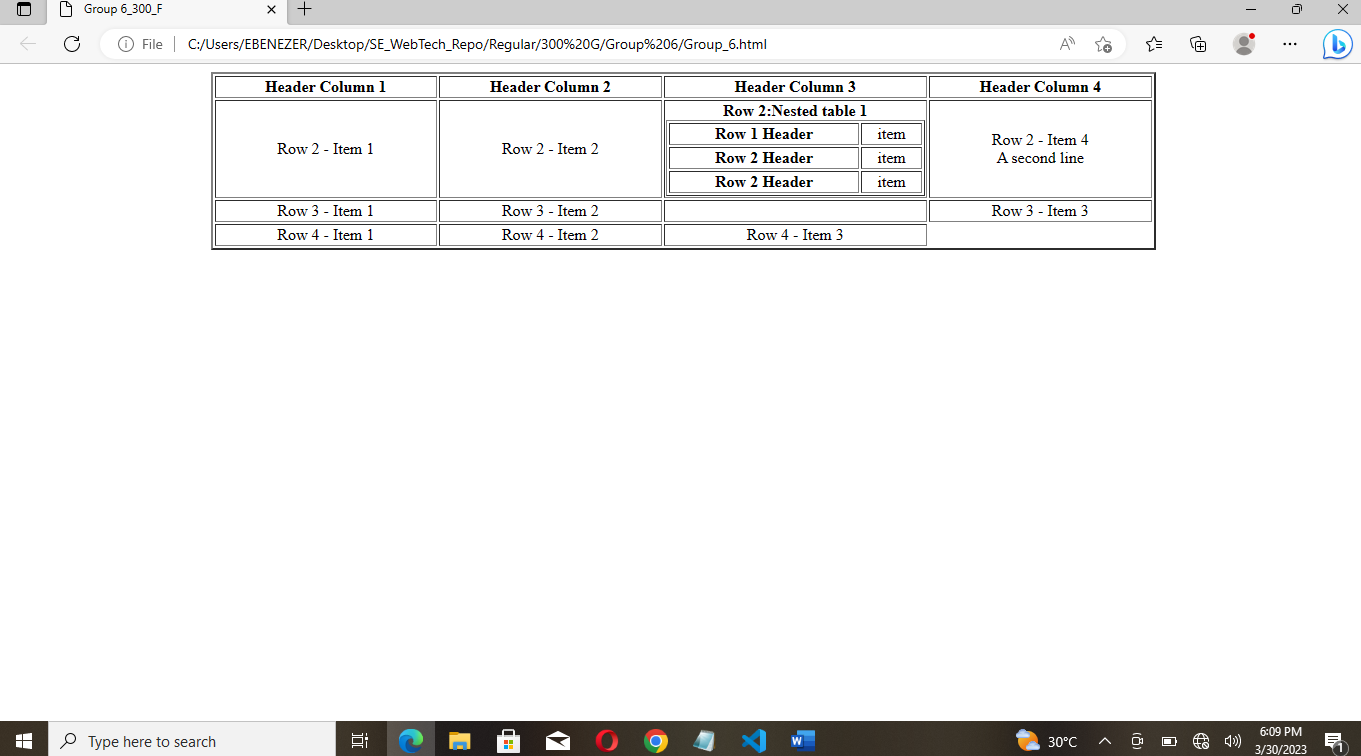 Group 6_300_F
File
C:/Users/EBENEZER/Desktop/SE_WebTech_Repo/Regular/300%20G/Group%206/Group_6.html
Header Column 1 Header Column 2 Header Column 3 Header Column 4
Row 2 - Item 1
Row 2 - Item 2
Row 2:Nested table 1
Row 1 Header item
Row 2 Header item
Row 2 Header item
Row 2 - Item 4
A second line
Row 3 - Item 1 Row 3 - Item 2 Row 3 - Item 3
Row 4 - Item 1 Row 4 - Item 2 Row 4 - Item 3
Type here to search
30°C
6:09 PM
3/30/2023
1